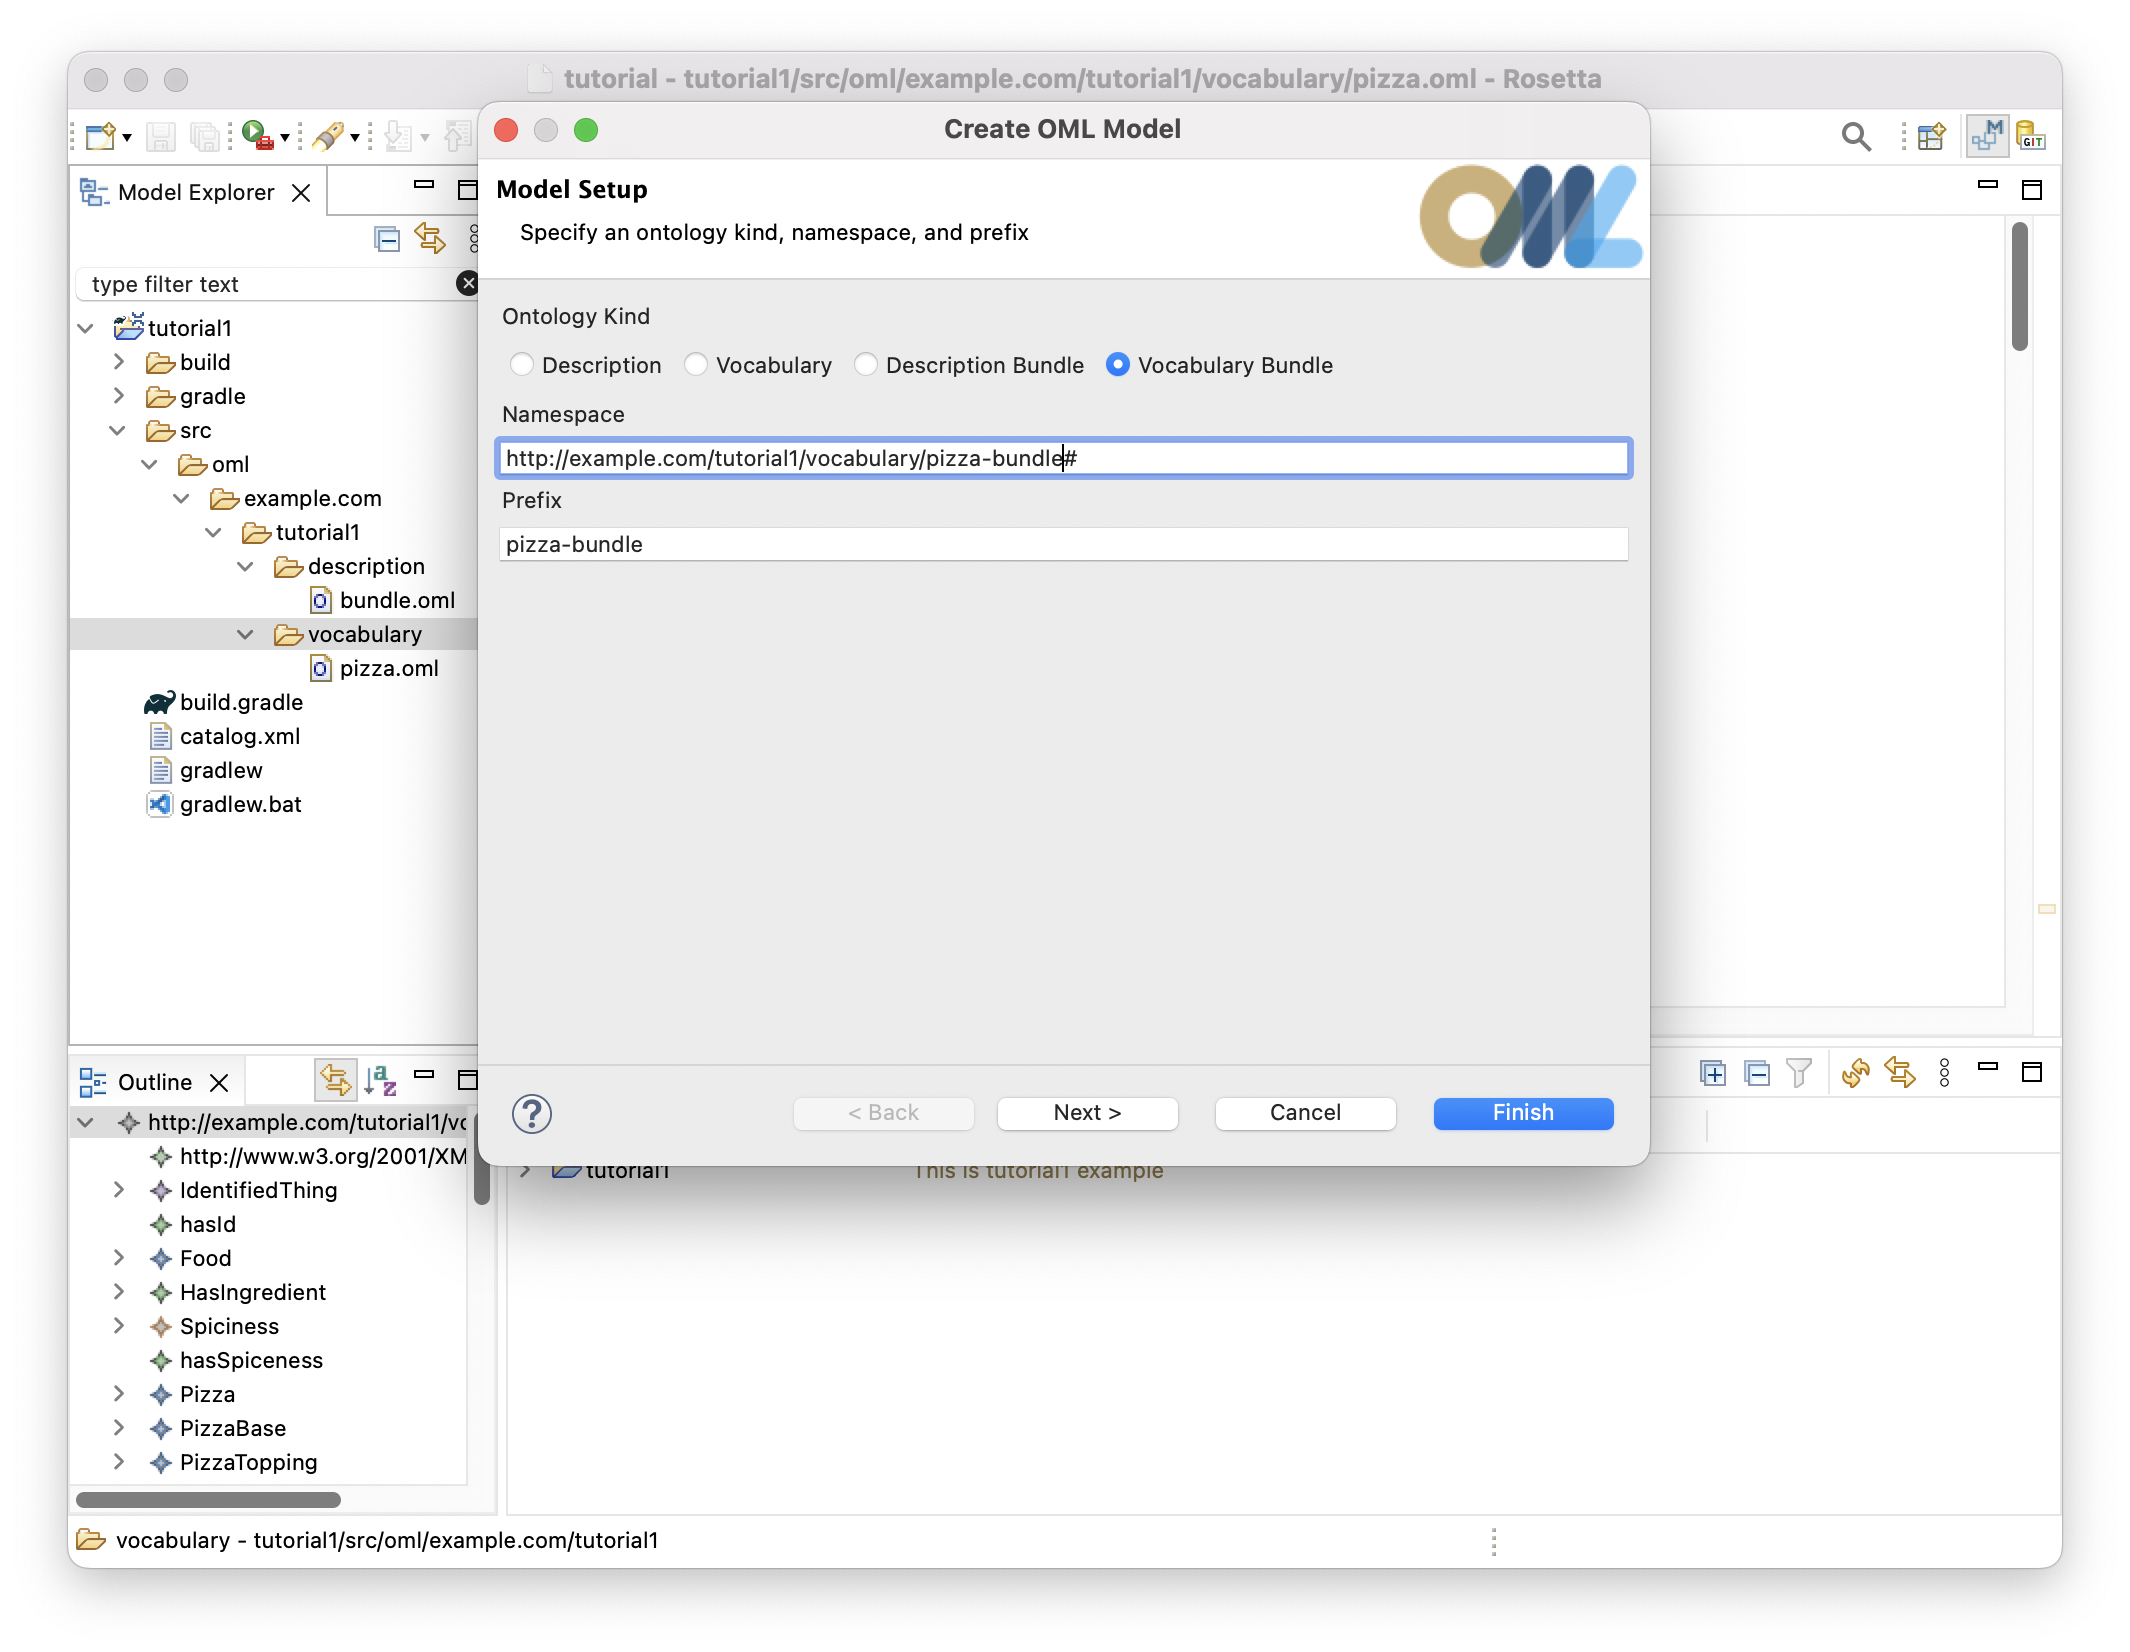 tutorial - tutorial1/src/oml/example.com/tutorial1/vocabulary/pizza.oml - Rosetta
GIT
Model Explorer
type filter text
tutorial1
build
gradle
src
oml
example.com
tutorial1
description
bundle.oml
vocabulary
pizza.oml
build.gradle
catalog.xml
gradlew
gradlew.bat
Create OML Model
Model Setup
Specify an ontology kind, namespace, and prefix
OML
Ontology Kind
Description
Vocabulary
Description Bundle
Vocabulary Bundle
Namespace
http://example.com/tutorial1/vocabulary/pizza-bundle#
Prefix
pizza-bundle
?
< Back
Next >
Cancel
Finish
Outline
http://example.com/tutorial1/vo
http://www.w3.org/2001/XM
IdentifiedThing
hasId
Food
HasIngredient
Spiciness
hasSpiceness
Pizza
PizzaBase
PizzaTopping
tutorial1
This is tutorial1 example
vocabulary - tutorial1/src/oml/example.com/tutorial1